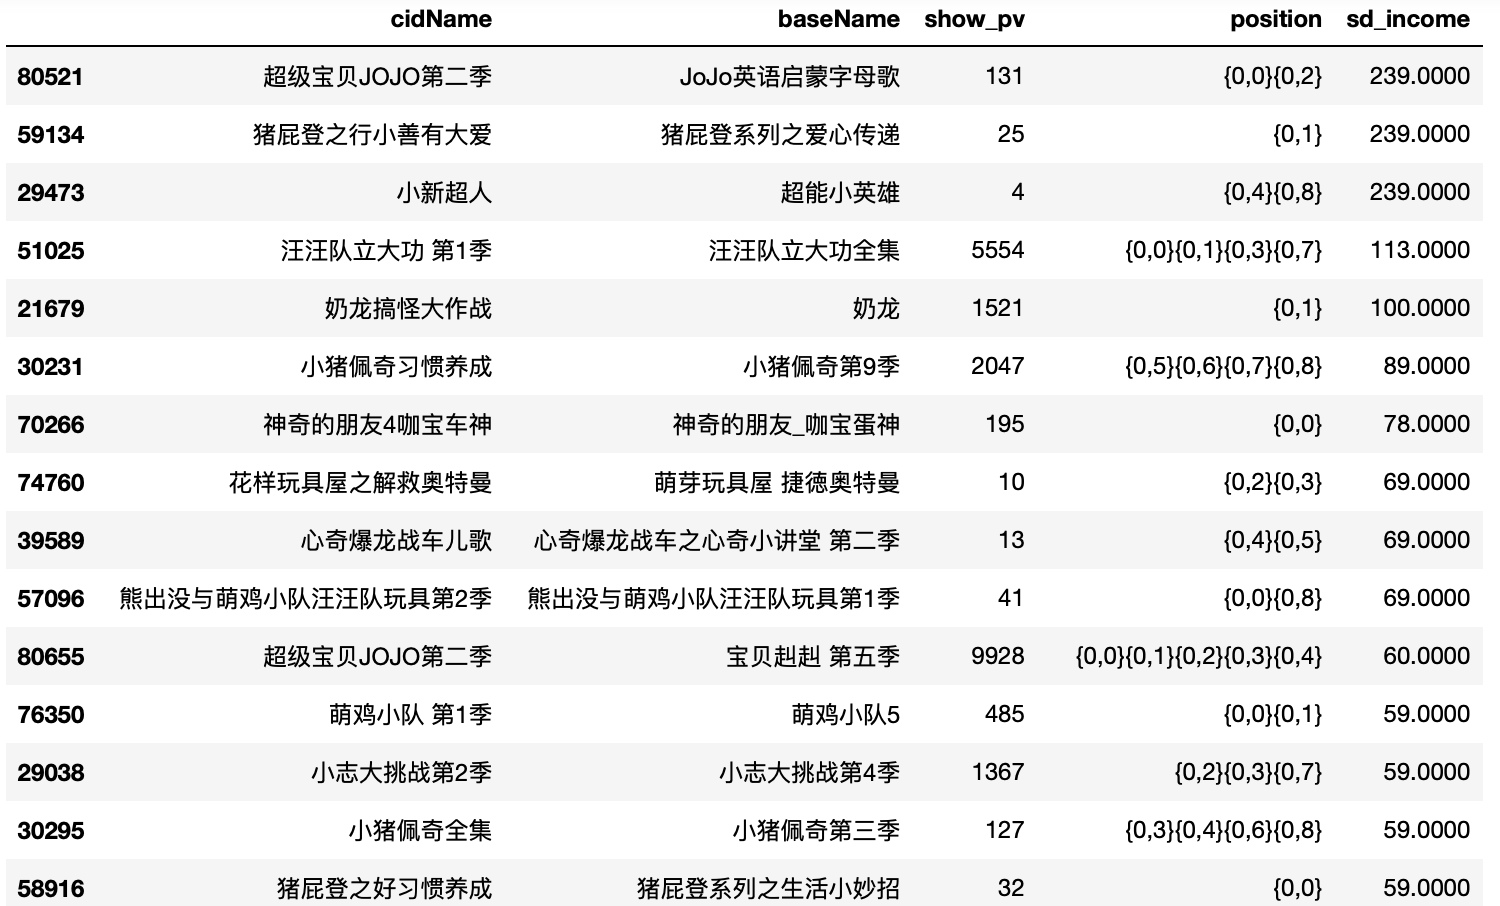 cidName baseName show_pv position sd_income
80521 超级宝贝JOJO第二季 JoJo英语启蒙字母歌 131 {0,0}{0,2} 239.0000
59134 猪屁登之行小善有大爱 猪屁登系列之爱心传递 25 {0,1} 239.0000
29473 小新超人 超能小英雄 4 {0,4}{0,8} 239.0000
51025 汪汪队立大功 第1季 汪汪队立大功全集 5554 {0,0}{0,1}{0,3}{0,7} 113.0000
21679 奶龙搞怪大作战 奶龙 1521 {0,1} 100.0000
30231 小猪佩奇习惯养成 小猪佩奇第9季 2047 {0,5}{0,6}{0,7}{0,8} 89.0000
70266 神奇的朋友4咖宝车神 神奇的朋友_咖宝蛋神 195 {0,0} 78.0000
74760 花样玩具屋之解救奥特曼 萌芽玩具屋 捷德奥特曼 10 {0,2}{0,3} 69.0000
39589 心奇爆龙战车儿歌 心奇爆龙战车之心奇小讲堂 第二季 13 {0,4}{0,5} 69.0000
57096 熊出没与萌鸡小队汪汪队玩具第2季 熊出没与萌鸡小队汪汪队玩具第1季 41 {0,0}{0,8} 69.0000
80655 超级宝贝JOJO第二季 宝贝赳赳 第五季 9928 {0,0}{0,1}{0,2}{0,3}{0,4} 60.0000
76350 萌鸡小队 第1季 萌鸡小队5 485 {0,0}{0,1} 59.0000
29038 小志大挑战第2季 小志大挑战第4季 1367 {0,2}{0,3}{0,7} 59.0000
30295 小猪佩奇全集 小猪佩奇第三季 127 {0,3}{0,4}{0,6}{0,8} 59.0000
58916 猪屁登之好习惯养成 猪屁登系列之生活小妙招 32 {0,0} 59.0000